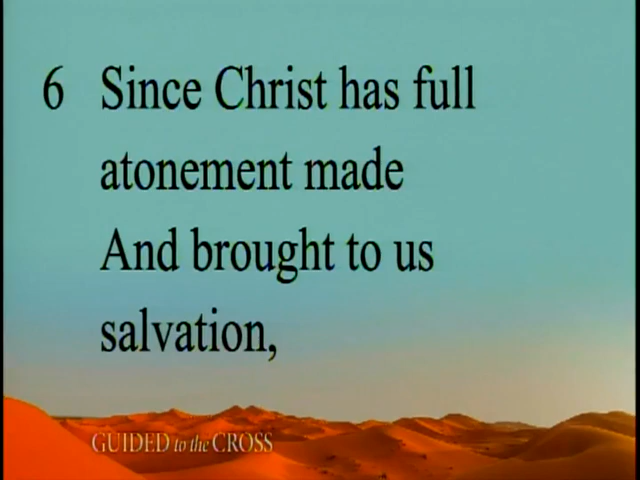 6 Since Christ has full
atonement made
And brought to us
salvation,
GUIDED to the CROSS